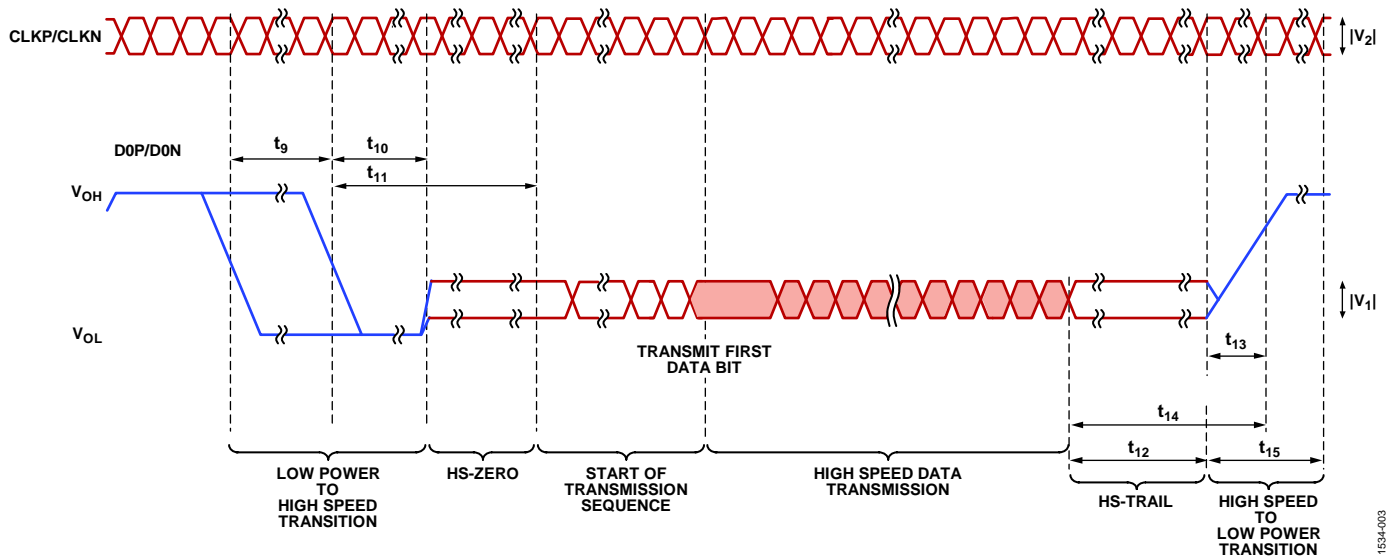 CLKP/CLKN
|V2|
D0P/D0N
t9
t10
t11
VOH
VOL
|V1|
TRANSMIT FIRST
DATA BIT
t13
t14
t12
t15
LOW POWER
TO
HIGH SPEED
TRANSITION
HS-ZERO
START OF
TRANSMISSION
SEQUENCE
HIGH SPEED DATA
TRANSMISSION
HS-TRAIL
HIGH SPEED
TO
LOW POWER
TRANSITION
1534-003